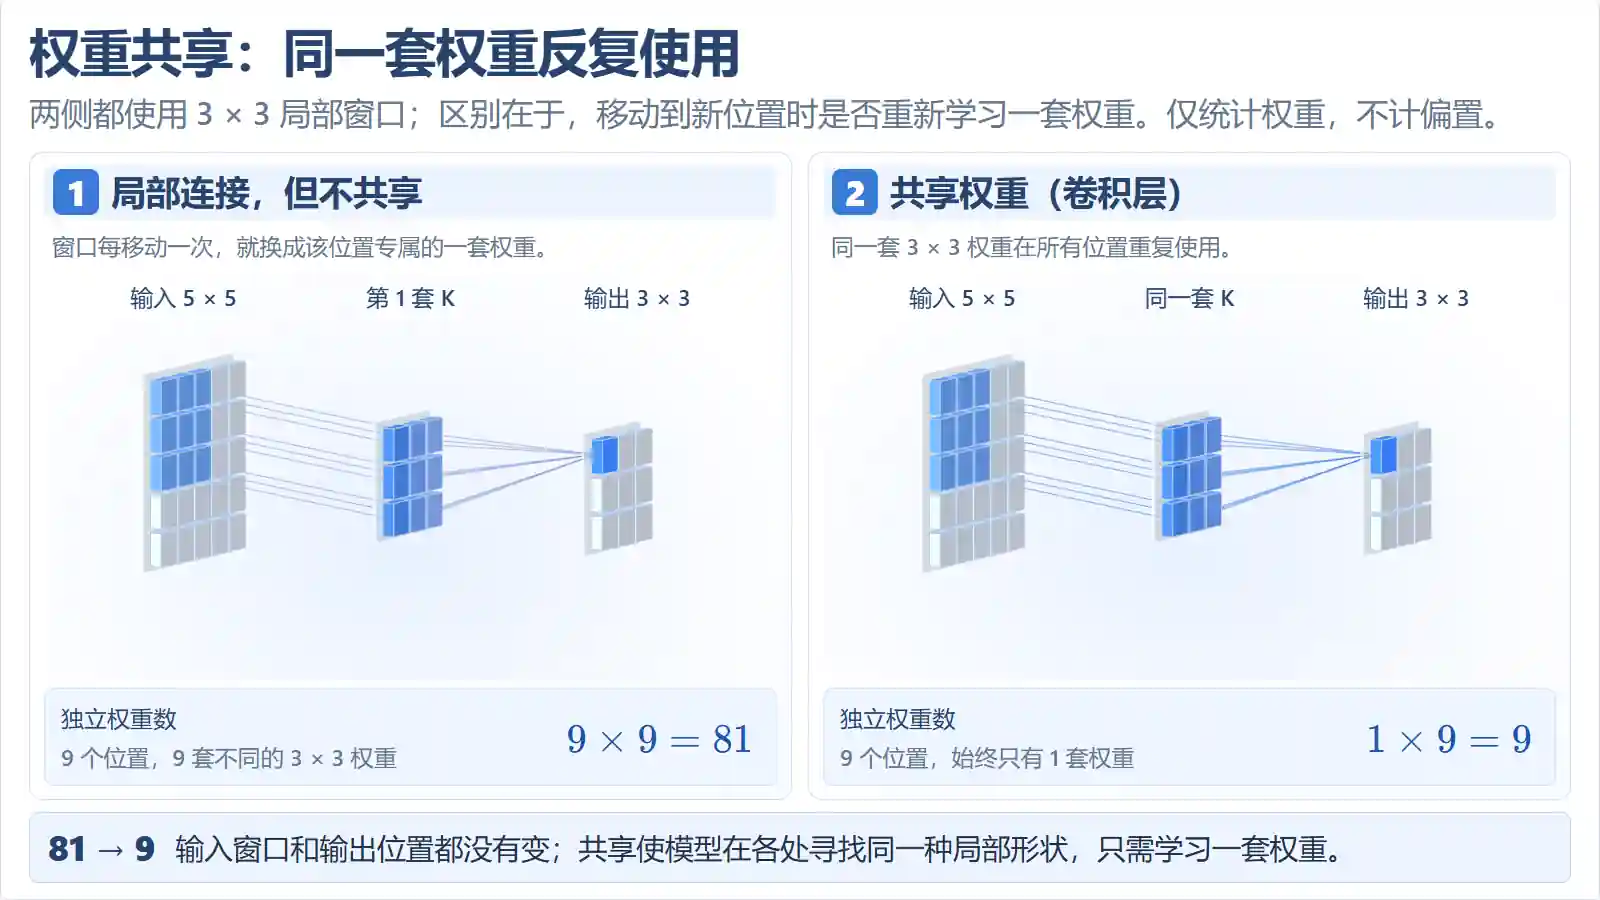 权重共享：同一套权重反复使用
两侧都使用 3 × 3 局部窗口；区别在于，移动到新位置时是否重新学习一套权重。仅统计权重，不计偏置。
1 局部连接，但不共享
窗口每移动一次，就换成该位置专属的一套权重。
输入 5 × 5
第 1 套 K
输出 3 × 3
独立权重数
9 个位置，9 套不同的 3 × 3 权重
9 × 9 = 81
2 共享权重（卷积层）
同一套 3 × 3 权重在所有位置重复使用。
输入 5 × 5
同一套 K
输出 3 × 3
独立权重数
9 个位置，始终只有 1 套权重
1 × 9 = 9
81 → 9 输入窗口和输出位置都没有变；共享使模型在各处寻找同一种局部形状，只需学习一套权重。